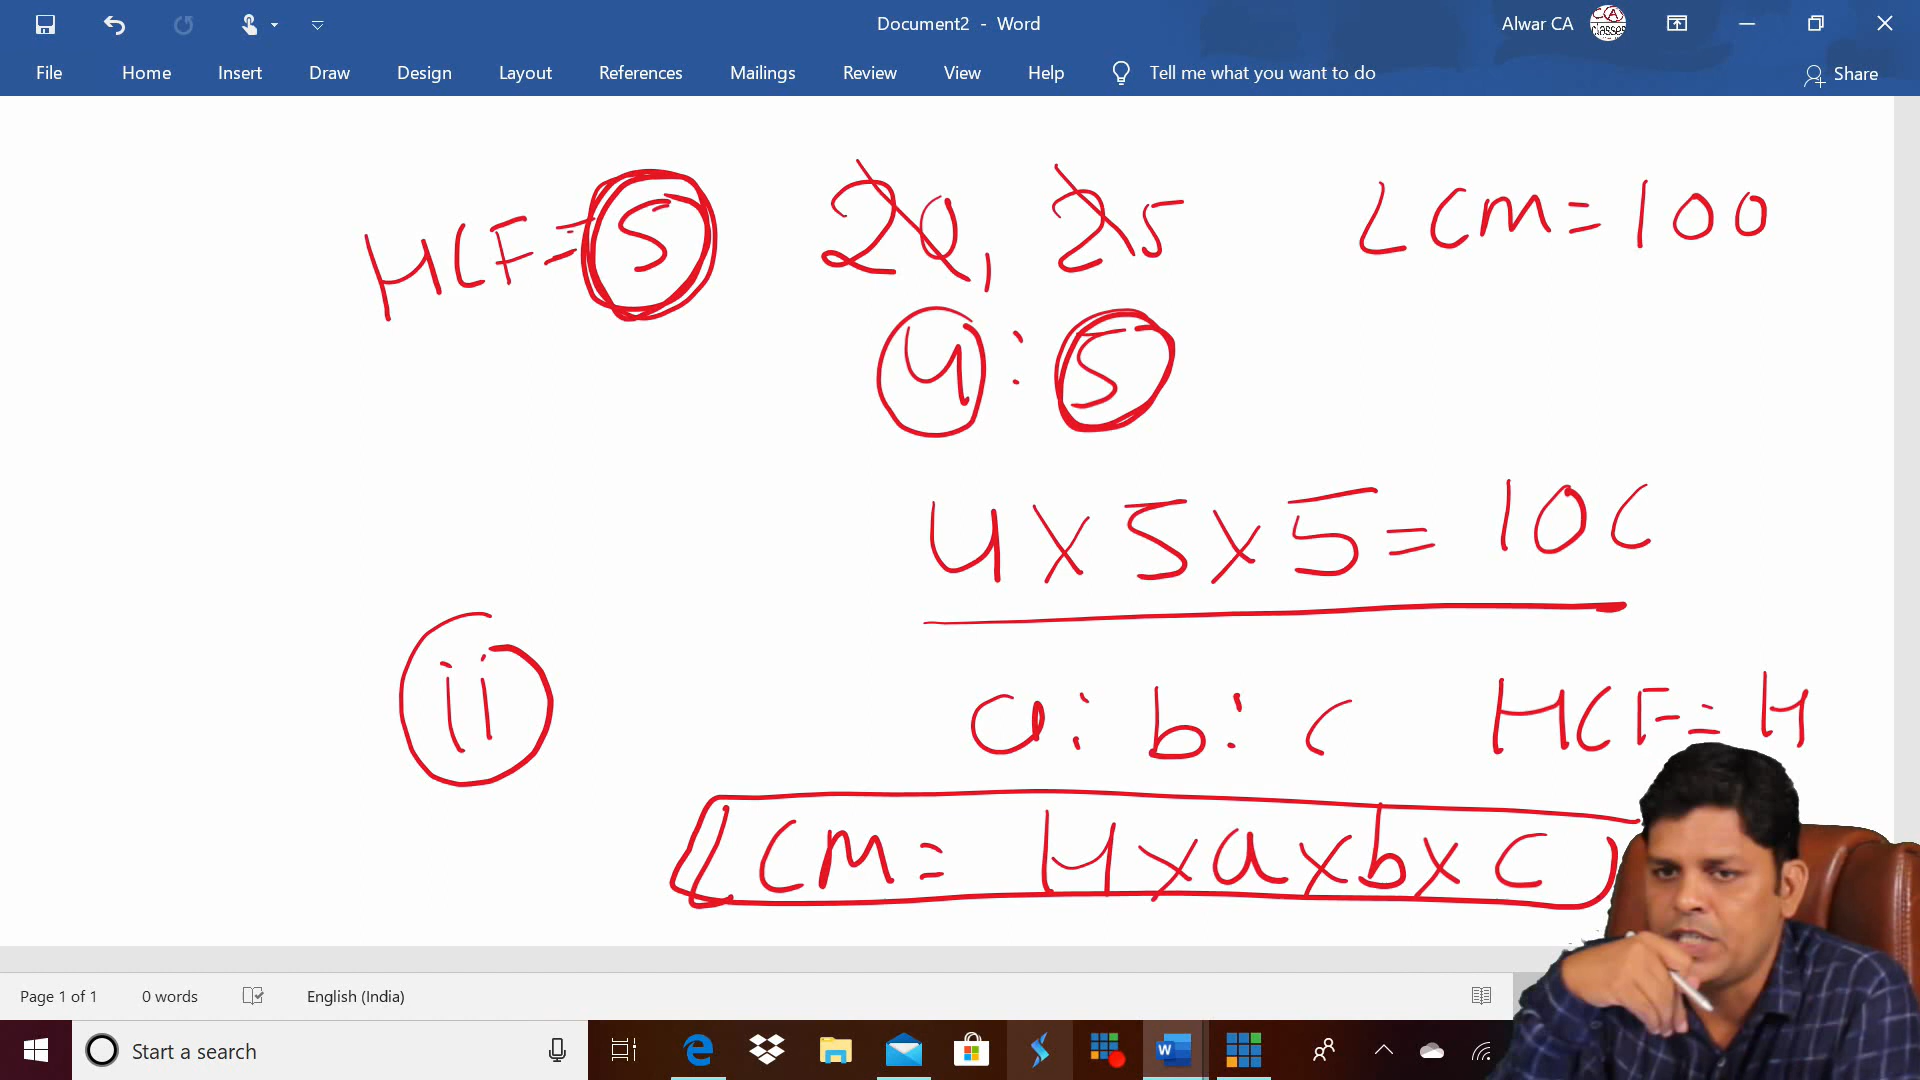 Document2 - Word
Alwar CA
CA classes
File Home Insert Draw Design Layout References Mailings Review View Help Tell me what you want to do Share
HCF = 5 20, 25 LCM = 100
4 : 5
4 x 5 x 5 = 100
ii
a : b : c HCF = H
LCM = H x a x b x c
Page 1 of 1 0 words English (India)
Start a search